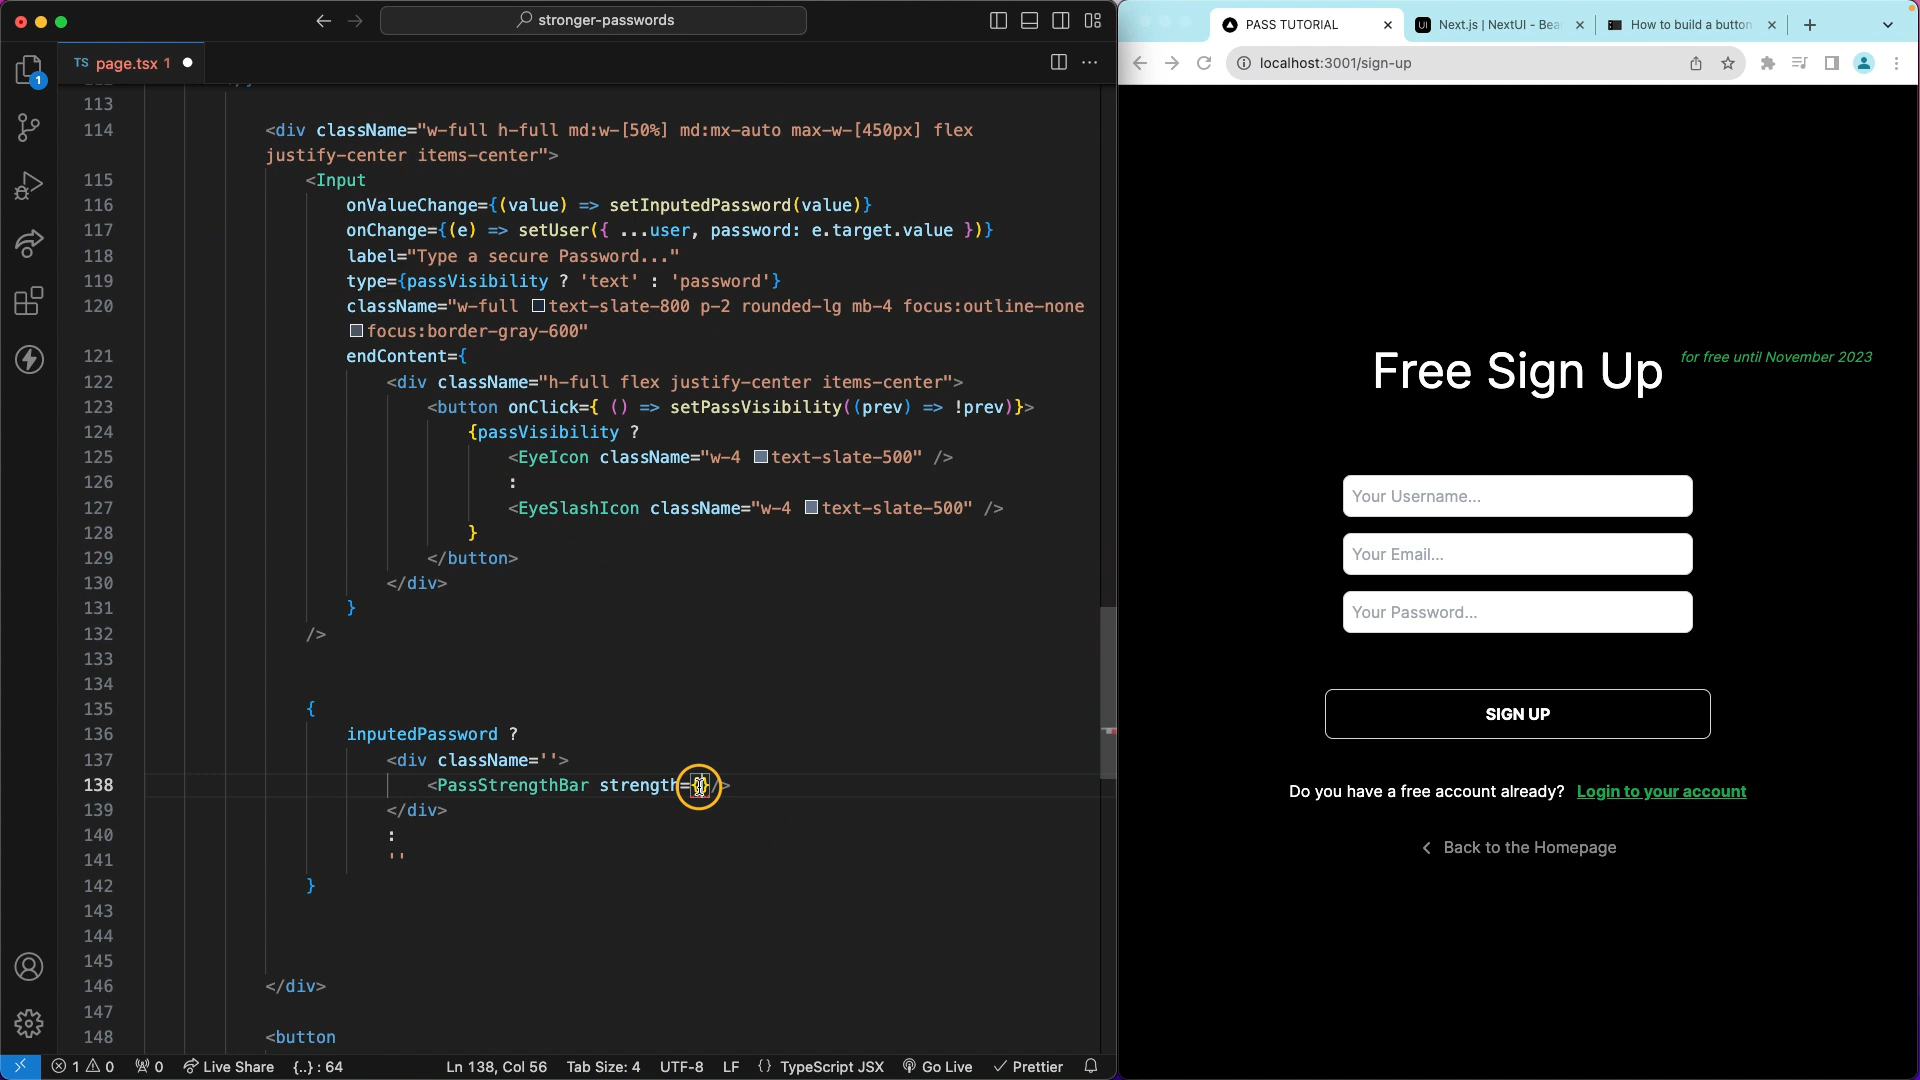 stronger-passwords
TS page.tsx 1
113
114 <div className="w-full h-full md:w-[50%] md:mx-auto max-w-[450px] flex
justify-center items-center">
115 <Input
116 onValueChange={(value) => setInputedPassword(value)}
117 onChange={(e) => setUser({ ...user, password: e.target.value })}
118 label="Type a secure Password..."
119 type={passVisibility ? 'text' : 'password'}
120 className="w-full text-slate-800 p-2 rounded-lg mb-4 focus:outline-none
focus:border-gray-600"
121 endContent={
122 <div className="h-full flex justify-center items-center">
123 <button onClick={ () => setPassVisibility((prev) => !prev)}>
124 {passVisibility ?
125 <EyeIcon className="w-4 text-slate-500" />
126 :
127 <EyeSlashIcon className="w-4 text-slate-500" />
128 }
129 </button>
130 </div>
131 }
132 />
133
134
135 {
136 inputedPassword ?
137 <div className=''>
138 <PassStrengthBar strength={}/>
139 </div>
140 :
141 ''
142 }
143
144
145
146 </div>
147
148 <button
1
1 0 0 Live Share {..} : 64 Ln 138, Col 56 Tab Size: 4 UTF-8 LF {} TypeScript JSX Go Live Prettier
PASS TUTORIAL Next.js | NextUI - Bea How to build a button
localhost:3001/sign-up
Free Sign Up for free until November 2023
Your Username...
Your Email...
Your Password...
SIGN UP
Do you have a free account already? Login to your account
Back to the Homepage